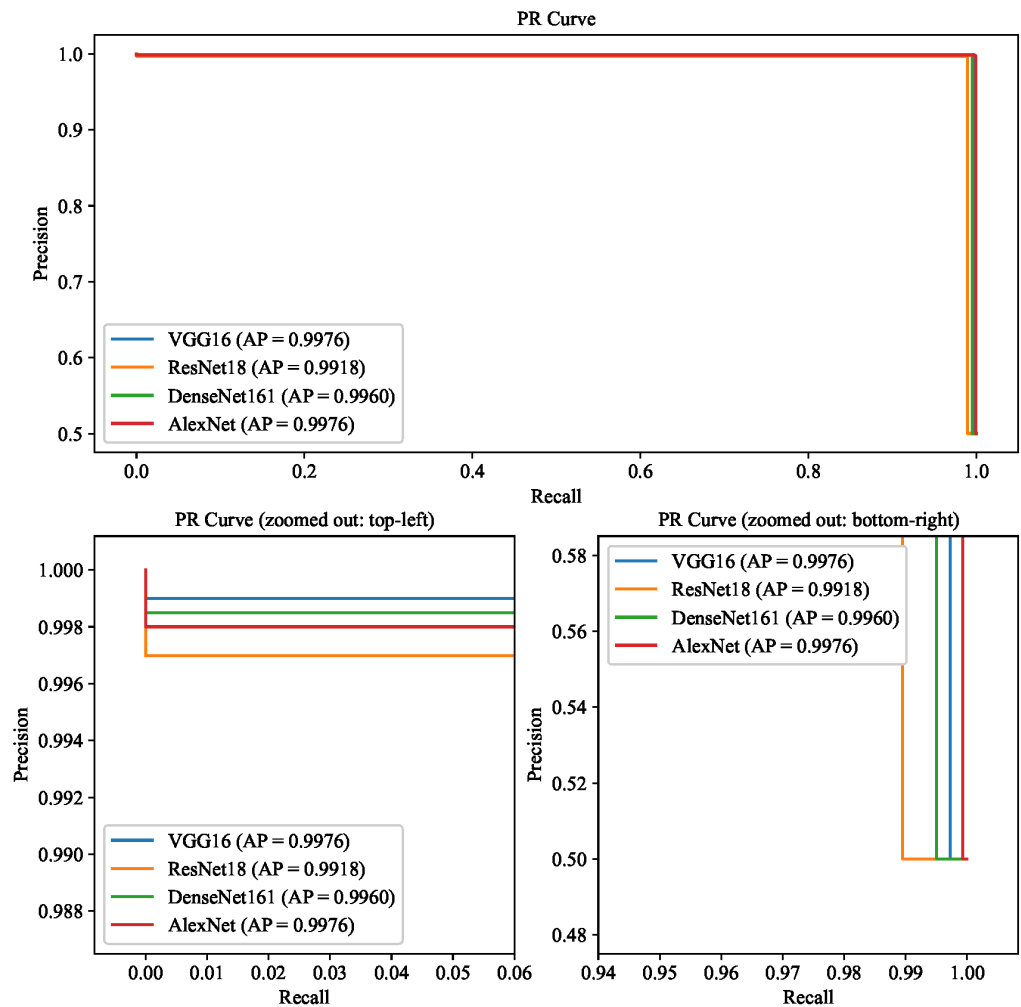 PR Curve
1.0
0.9
0.8
0.7
0.6
0.5
Precision
VGG16 (AP = 0.9976)
ResNet18 (AP = 0.9918)
DenseNet161 (AP = 0.9960)
AlexNet (AP = 0.9976)
0.0 0.2 0.4 0.6 0.8 1.0
Recall
PR Curve (zoomed out: top-left)
1.000
0.998
0.996
0.994
0.992
0.990
0.988
Precision
VGG16 (AP = 0.9976)
ResNet18 (AP = 0.9918)
DenseNet161 (AP = 0.9960)
AlexNet (AP = 0.9976)
0.00 0.01 0.02 0.03 0.04 0.05 0.06
Recall
PR Curve (zoomed out: bottom-right)
0.58
0.56
0.54
0.52
0.50
0.48
Precision
VGG16 (AP = 0.9976)
ResNet18 (AP = 0.9918)
DenseNet161 (AP = 0.9960)
AlexNet (AP = 0.9976)
0.94 0.95 0.96 0.97 0.98 0.99 1.00
Recall